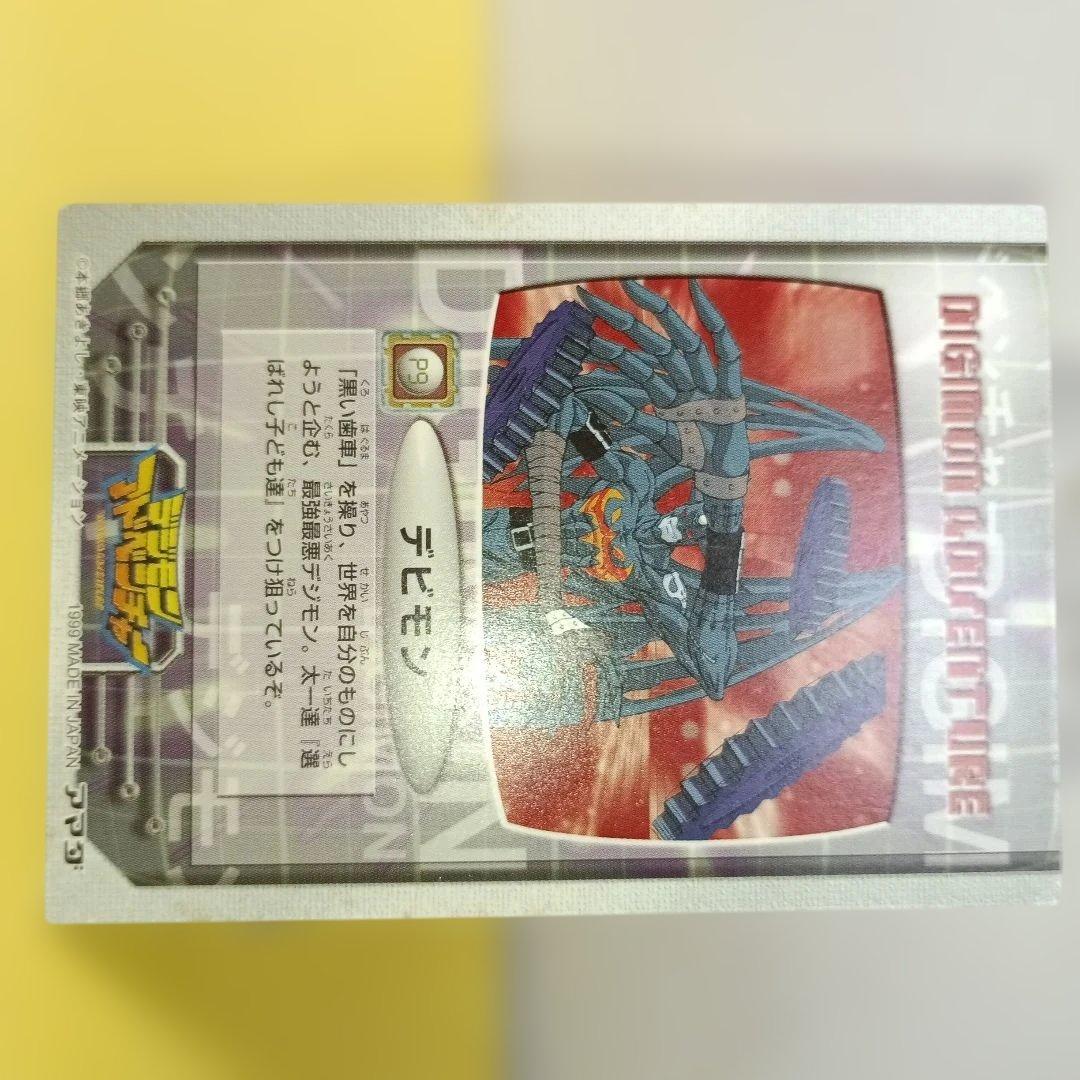 DIGIMON ADVENTURE
P9
デビモン
「黒い歯車」を操り、世界を自分のものにし
ようと企む、最強最悪デジモン。太一達『選
ばれし子ども達』をつけ狙っているぞ。
デジモン
アドベンチャー
©本郷あきよし・東映アニメーション
1999 MADE IN JAPAN
アマダ